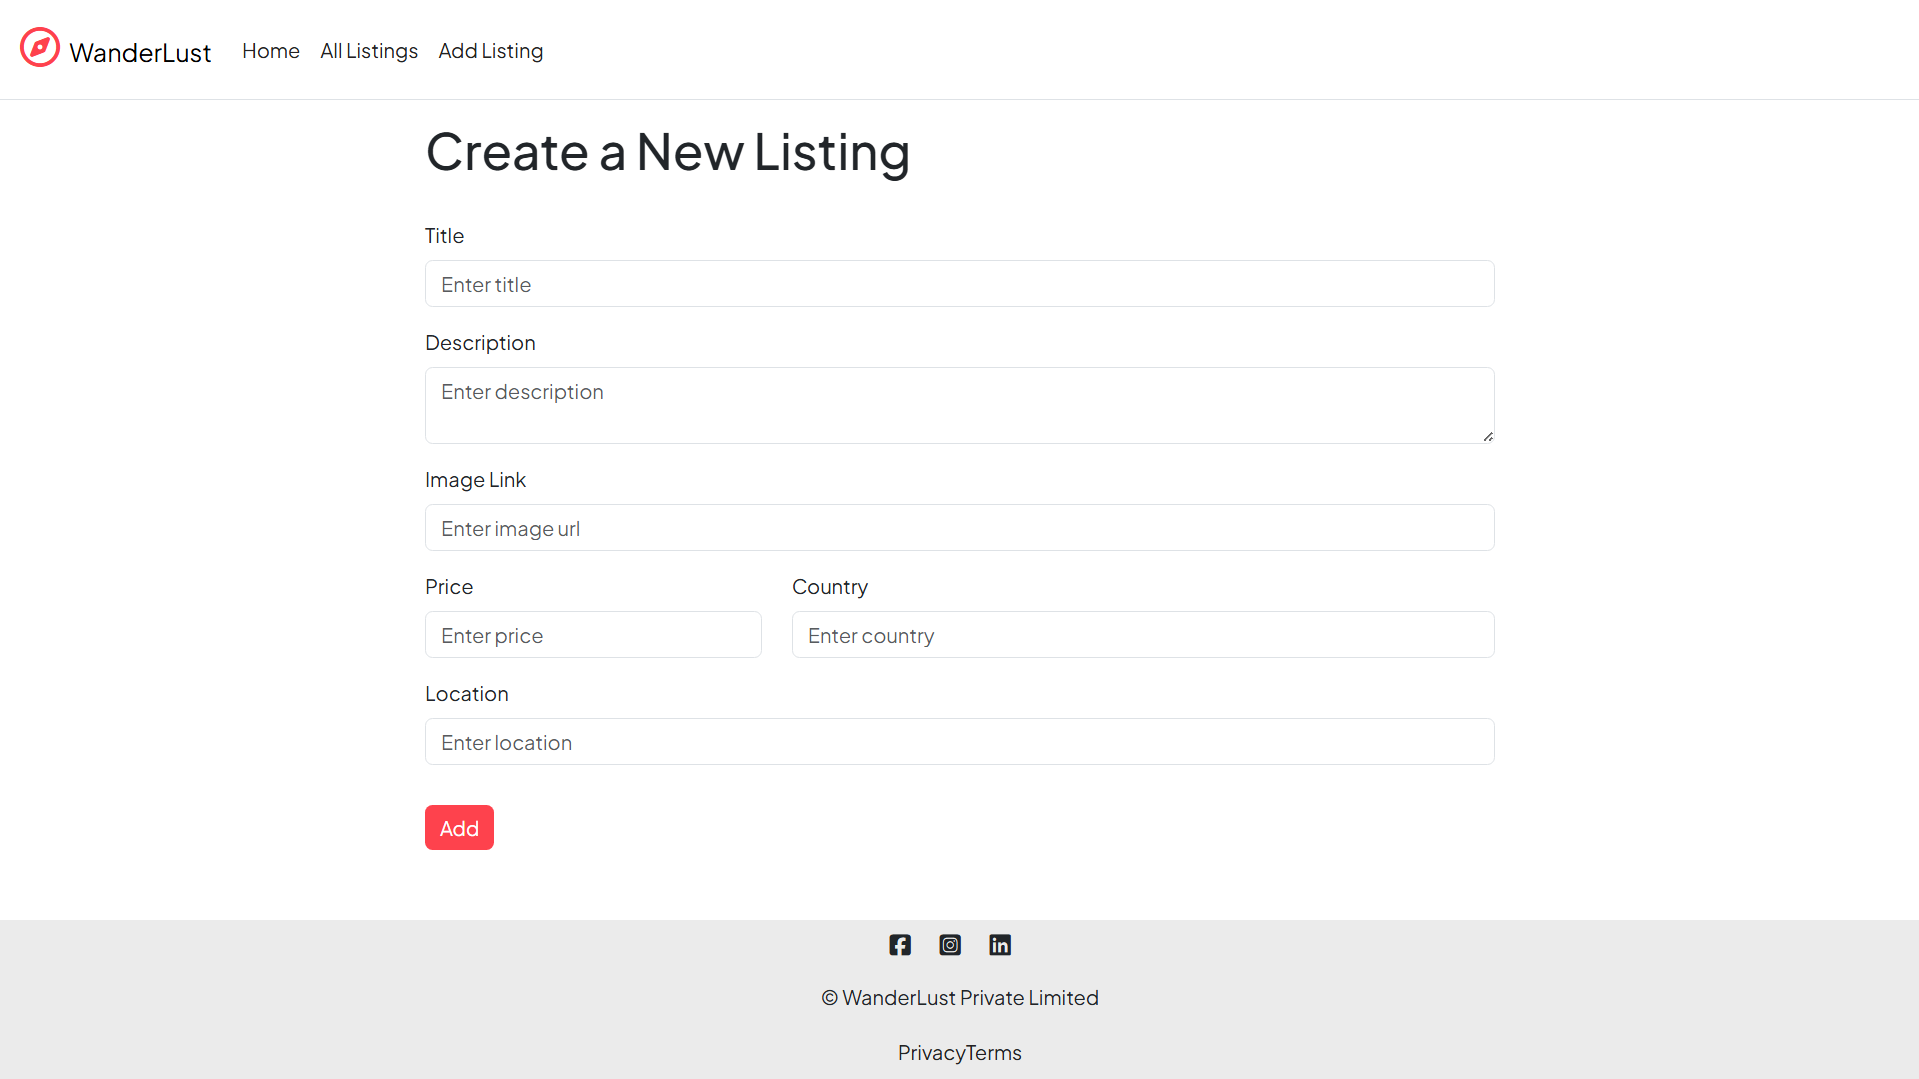 WanderLust Home All Listings Add Listing
Create a New Listing
Title
Enter title
Description
Enter description
Image Link
Enter image url
Price Country
Enter price Enter country
Location
Enter location
Add
© WanderLust Private Limited
PrivacyTerms